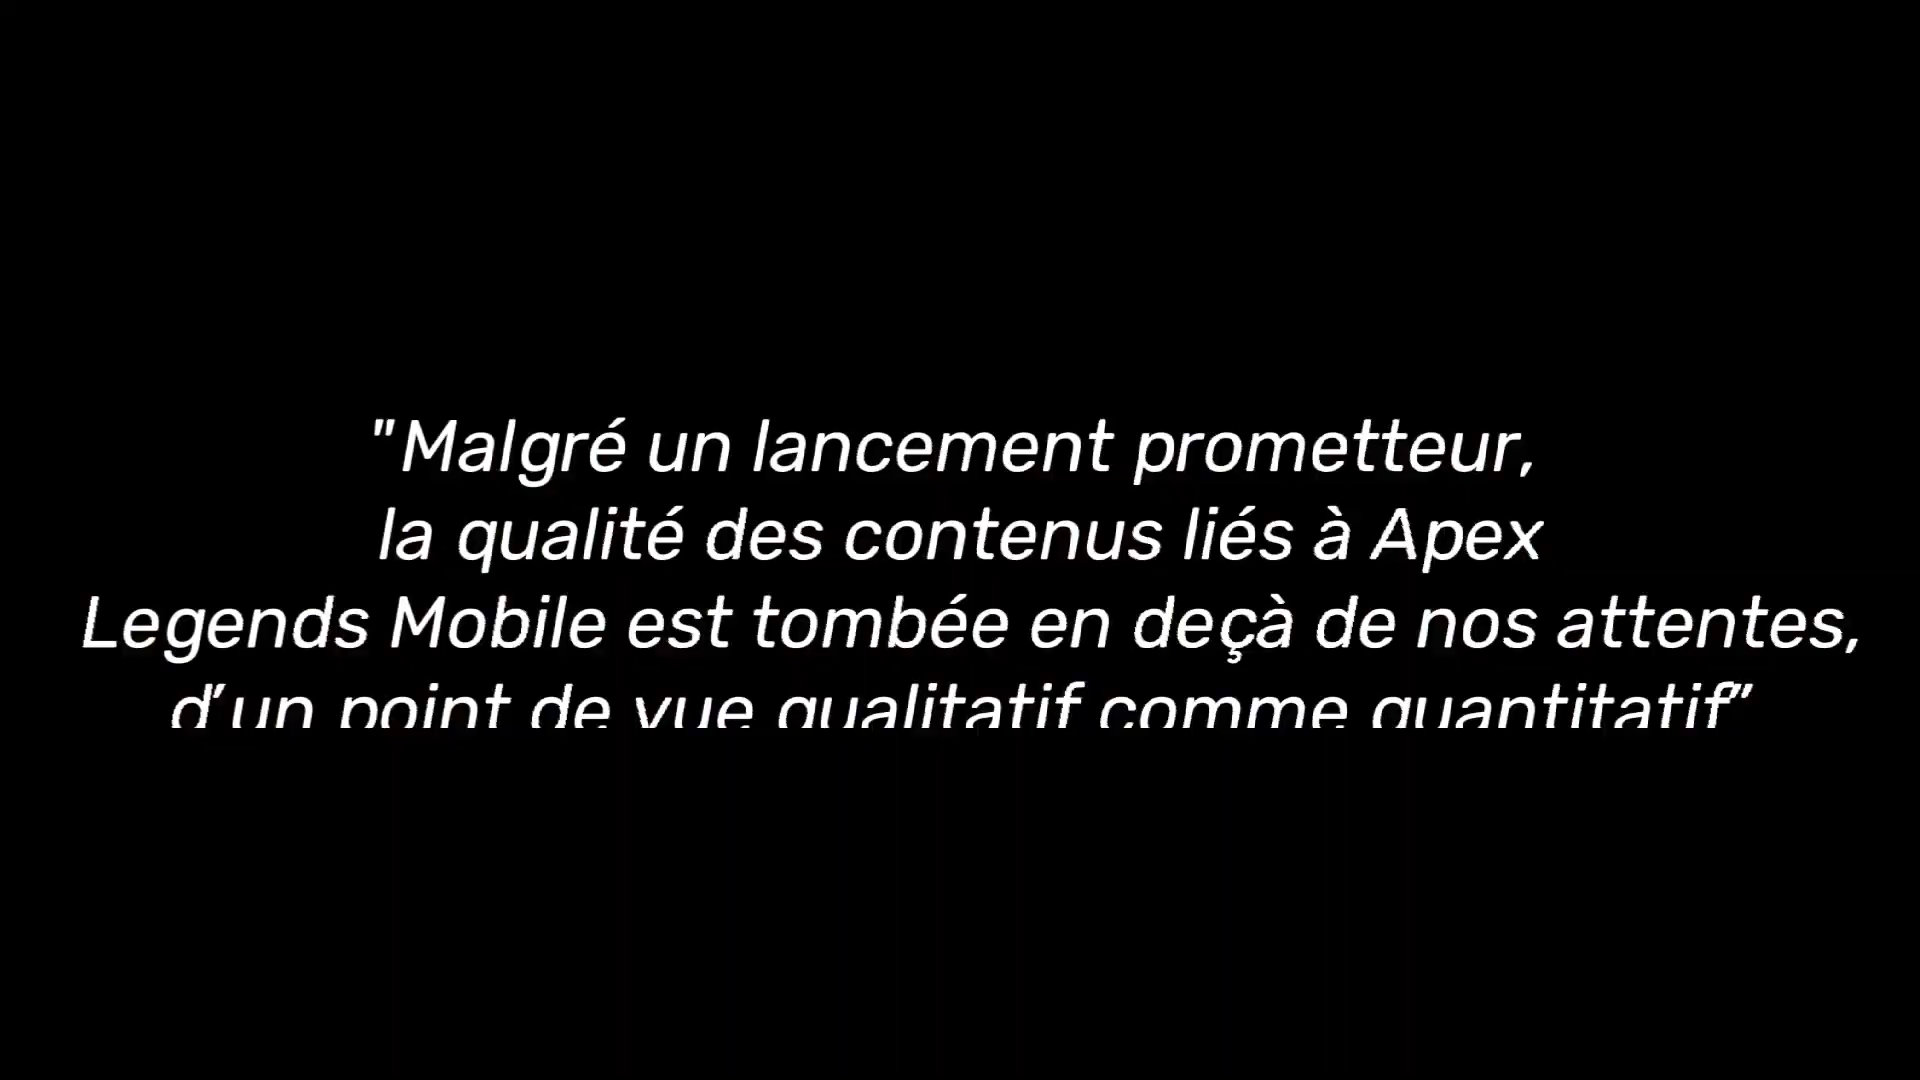 "Malgré un lancement prometteur,
la qualité des contenus liés à Apex
Legends Mobile est tombée en deçà de nos attentes,
d’un point de vue qualitatif comme quantitatif”